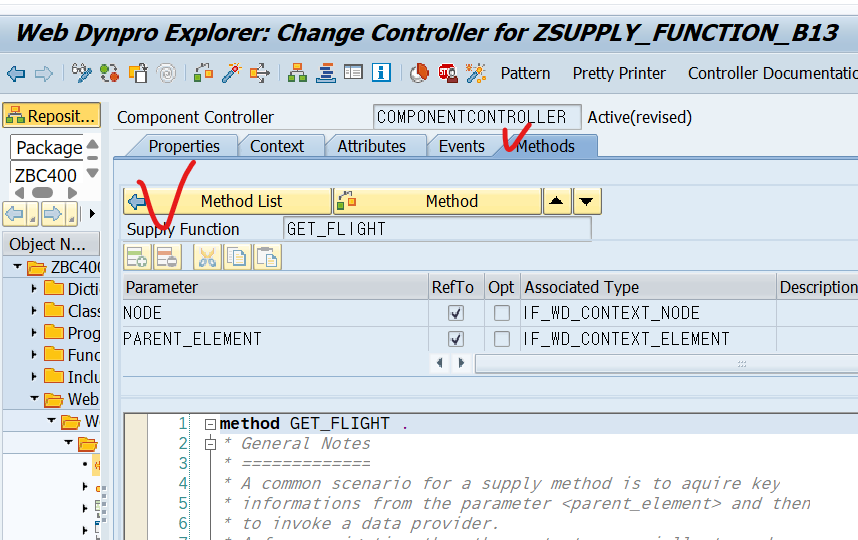 Web Dynpro Explorer: Change Controller for ZSUPPLY_FUNCTION_B13
Pattern Pretty Printer Controller Documentatio
Reposit... Component Controller COMPONENTCONTROLLER Active(revised)
Package Properties Context Attributes Events Methods
ZBC400
Method List Method
Supply Function GET_FLIGHT
Object N...
ZBC400 Parameter RefTo Opt Associated Type Description
Dictio
Class NODE IF_WD_CONTEXT_NODE
Prog PARENT_ELEMENT IF_WD_CONTEXT_ELEMENT
Func
Inclu
Web
W
1 method GET_FLIGHT .
2 * General Notes
3 * =============
4 * A common scenario for a supply method is to aquire key
5 * informations from the parameter <parent_element> and then
6 * to invoke a data provider.